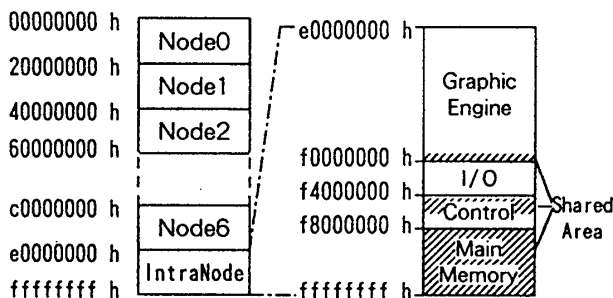 00000000 h
Node0
20000000 h
Node1
40000000 h
Node2
60000000 h
c0000000 h
Node6
e0000000 h
IntraNode
ffffffff h
e0000000 h
Graphic
Engine
f0000000 h
I/O
f4000000 h
Control
f8000000 h
Main
Memory
ffffffff h
Shared
Area